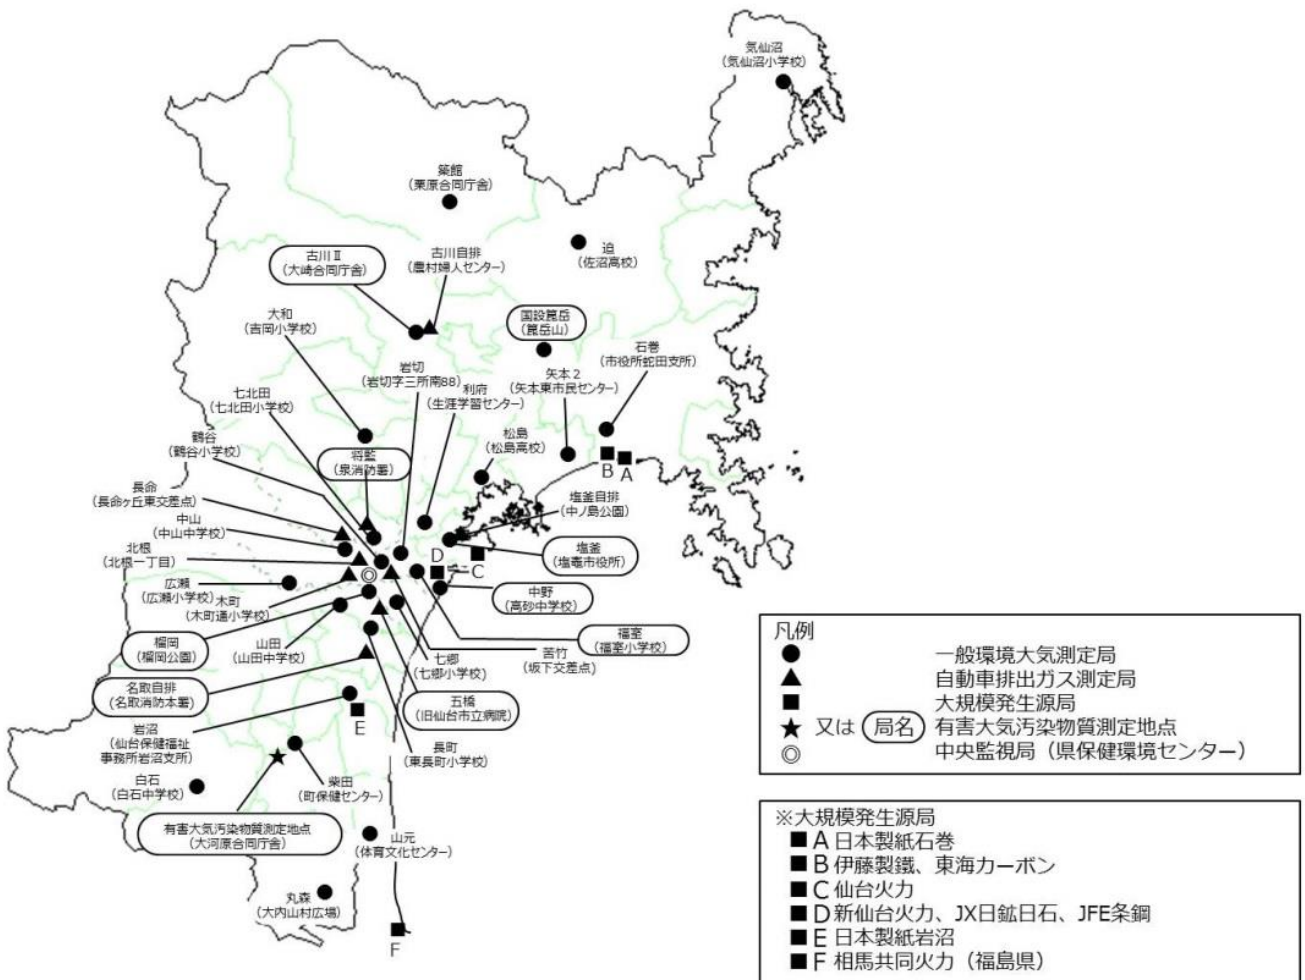 気仙沼
(気仙沼小学校)
築館
(栗原合同庁舎)
迫
(佐沼高校)
古川Ⅱ
(大崎合同庁舎)
古川自排
(農村婦人センター)
大和
(吉岡小学校)
国設箟岳
(箟岳山)
石巻
(市役所蛇田支所)
岩切
(岩切字三所南88)
矢本2
(矢本東市民センター)
利府
(生涯学習センター)
七北田
(七北田小学校)
松島
(松島高校)
鶴谷
(鶴谷小学校)
将監
(泉消防署)
B
A
長命
(長命ヶ丘東交差点)
塩釜自排
(中ノ島公園)
中山
(中山中学校)
北根
(北根一丁目)
塩釜
(塩竈市役所)
D
C
広瀬
(広瀬小学校)
中野
(高砂中学校)
木町
(木町通小学校)
福室
(福室小学校)
榴岡
(榴岡公園)
山田
(山田中学校)
七郷
(七郷小学校)
苦竹
(坂下交差点)
名取自排
(名取消防本署)
五橋
(旧仙台市立病院)
E
岩沼
(仙台保健福祉
事務所岩沼支所)
長町
(東長町小学校)
白石
(白石中学校)
柴田
(町保健センター)
有害大気汚染物質測定地点
(大河原合同庁舎)
山元
(体育文化センター)
丸森
(大内山村広場)
F
凡例
● 一般環境大気測定局
▲ 自動車排出ガス測定局
■ 大規模発生源局
★ 又は 局名 有害大気汚染物質測定地点
◎ 中央監視局(県保健環境センター)
※大規模発生源局
■ A 日本製紙石巻
■ B 伊藤製鐵、東海カーボン
■ C 仙台火力
■ D 新仙台火力、JX日鉱日石、JFE条鋼
■ E 日本製紙岩沼
■ F 相馬共同火力(福島県)